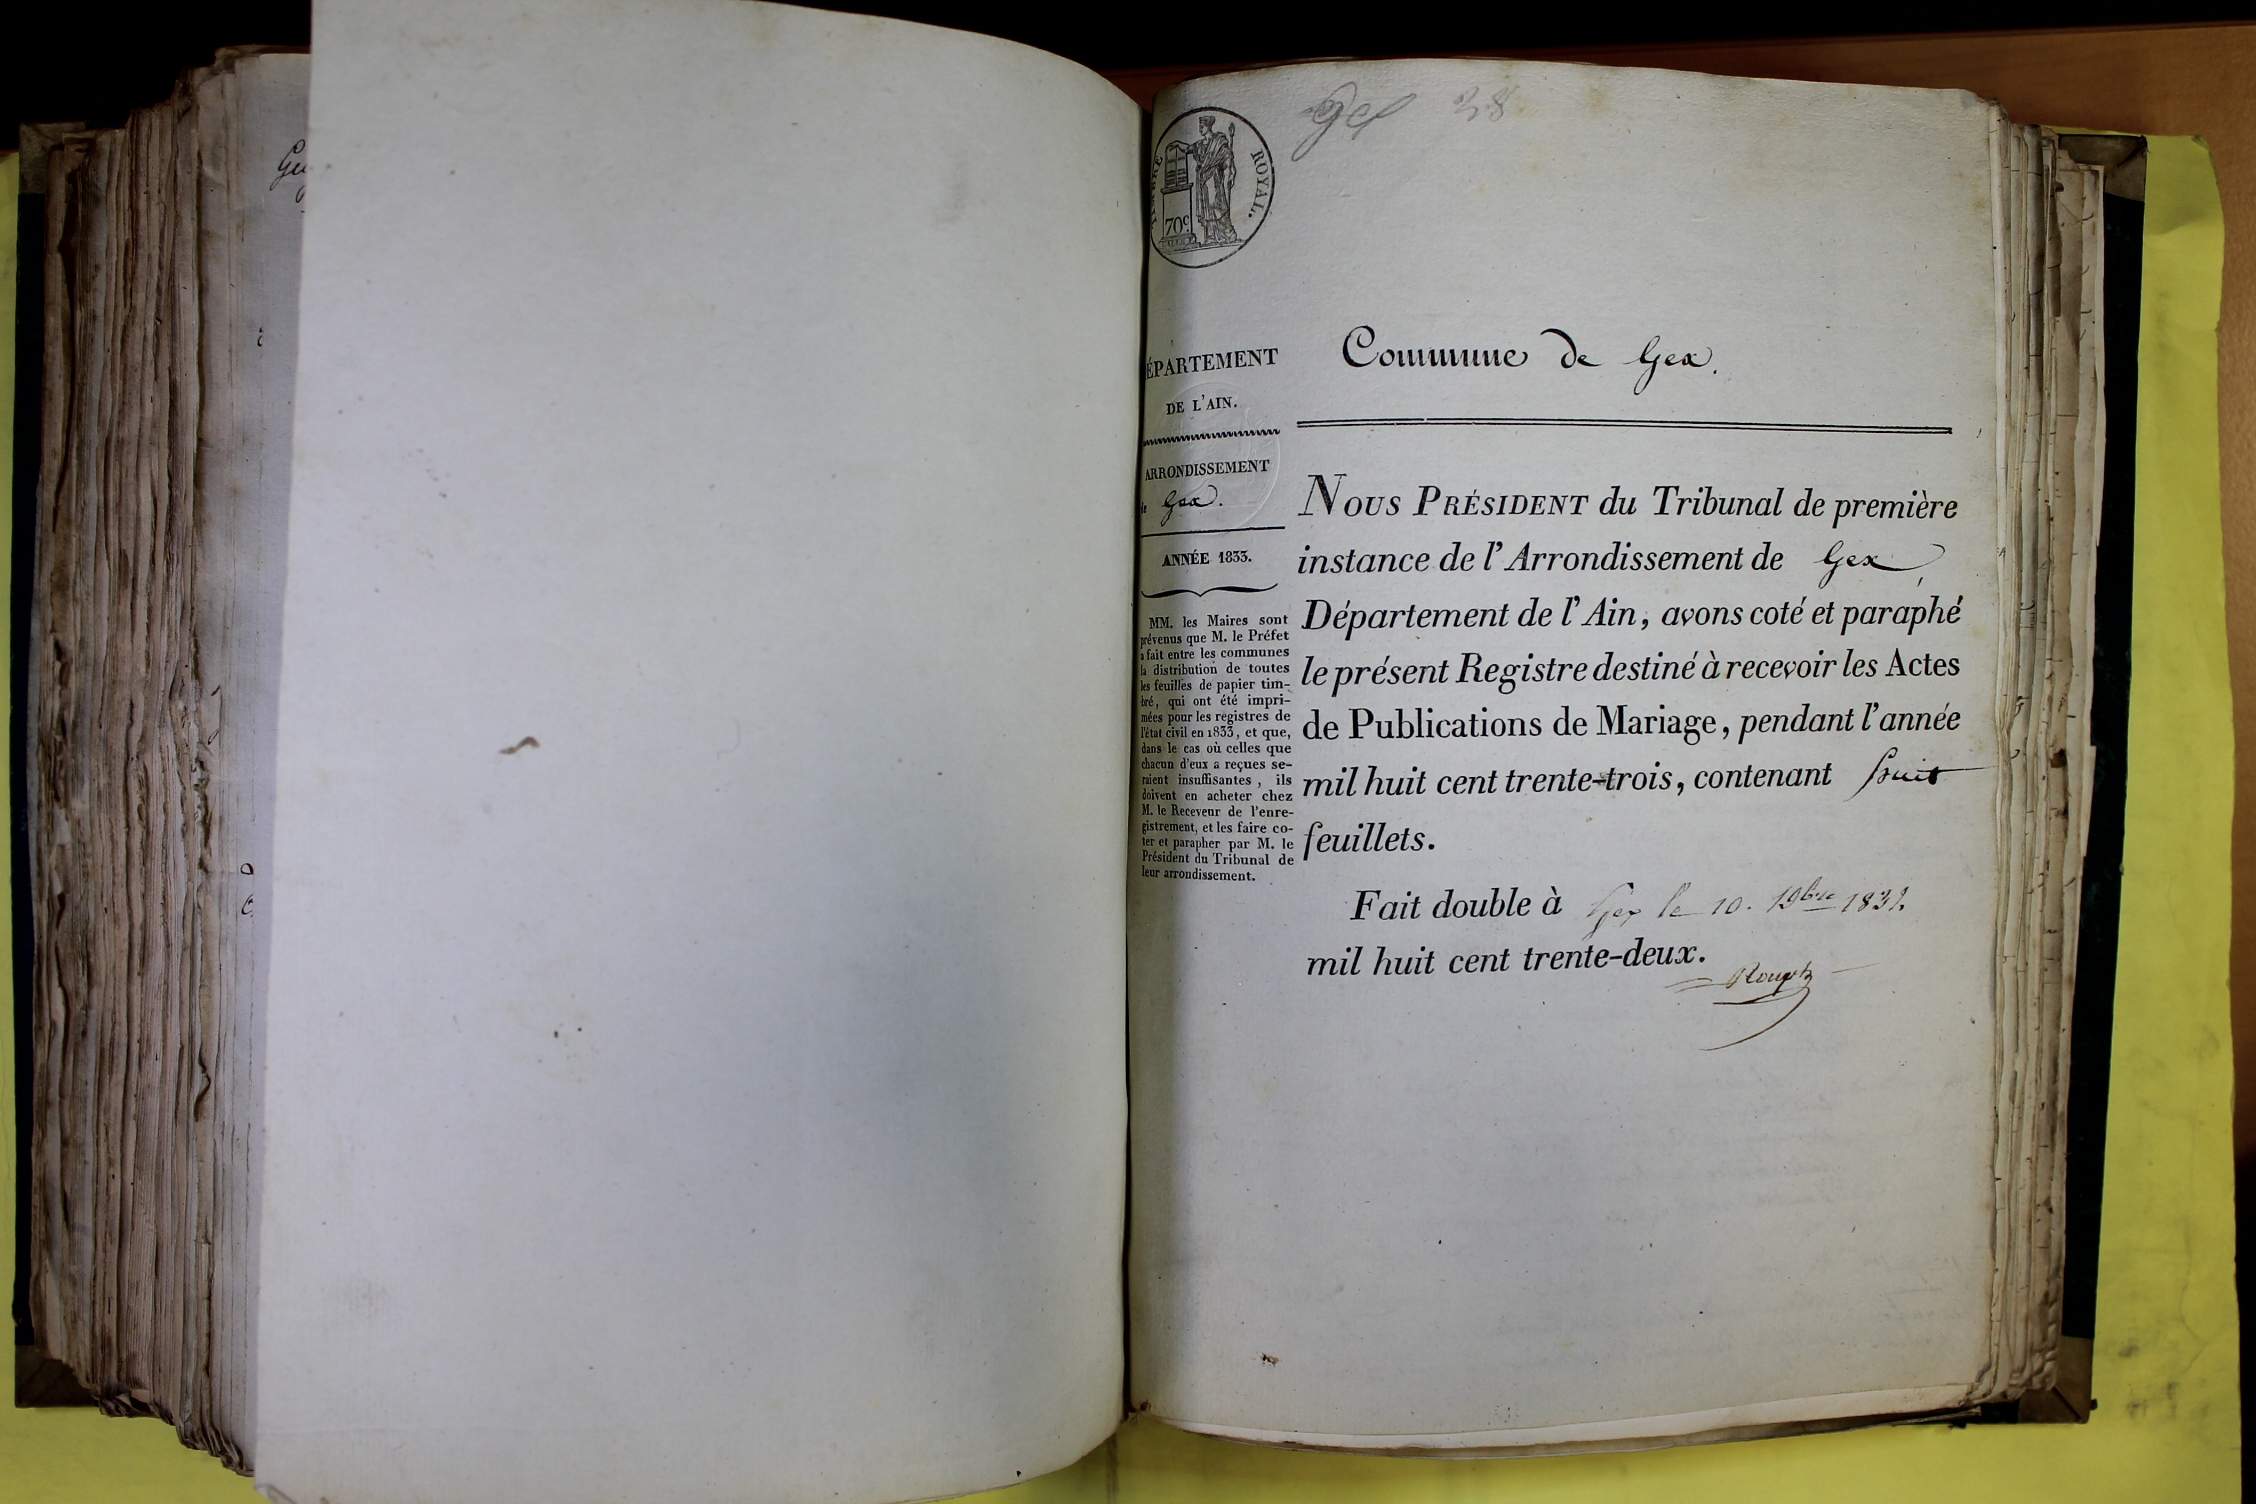 Gex 28
TIMBRE ROYAL.
70c
Commune de Gex.
ÉPARTEMENT
DE L'AIN.
ARRONDISSEMENT
de Gex.
ANNÉE 1833.
MM. les Maires sont
prévenus que M. le Préfet
a fait entre les communes
la distribution de toutes
les feuilles de papier tim-
bré, qui ont été impri-
mées pour les registres de
l'état civil en 1833, et que,
dans le cas où celles que
chacun d'eux a reçues se-
raient insuffisantes, ils
doivent en acheter chez
M. le Receveur de l'enre-
gistrement, et les faire co-
ter et parapher par M. le
Président du Tribunal de
leur arrondissement.
NOUS PRÉSIDENT du Tribunal de première
instance de l'Arrondissement de Gex,
Département de l'Ain, avons coté et paraphé
le présent Registre destiné à recevoir les Actes
de Publications de Mariage, pendant l'année
mil huit cent trente-trois, contenant huit
feuillets.
Fait double à Gex le 10. 1832.
mil huit cent trente-deux.